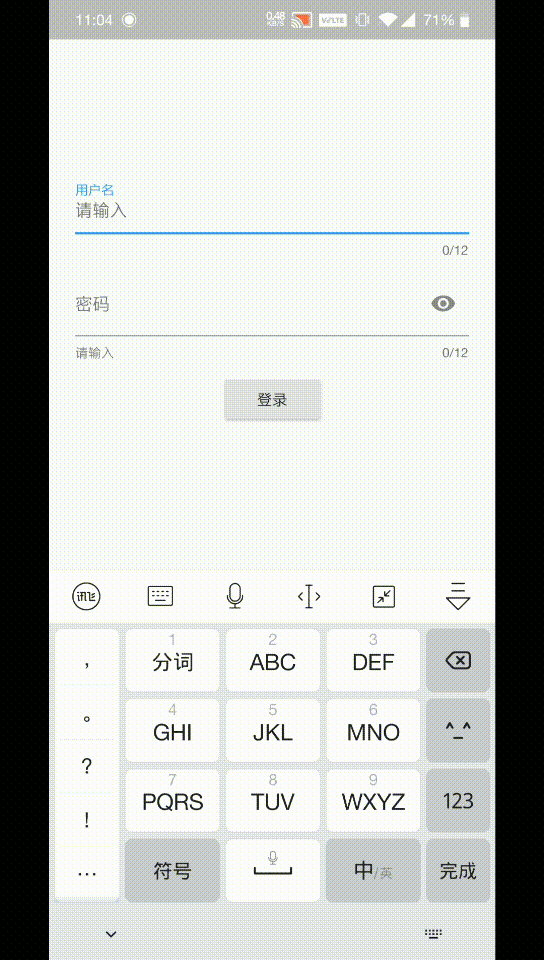 11:04 0.48 KB/S VoLTE 71%
用户名
请输入
0/12
密码
请输入 0/12
登录
讯飞
1 2 3
, 分词 ABC DEF
4 5 6
。 GHI JKL MNO ^_^
?
7 8 9
PQRS TUV WXYZ 123
!
... 符号 中/英 完成